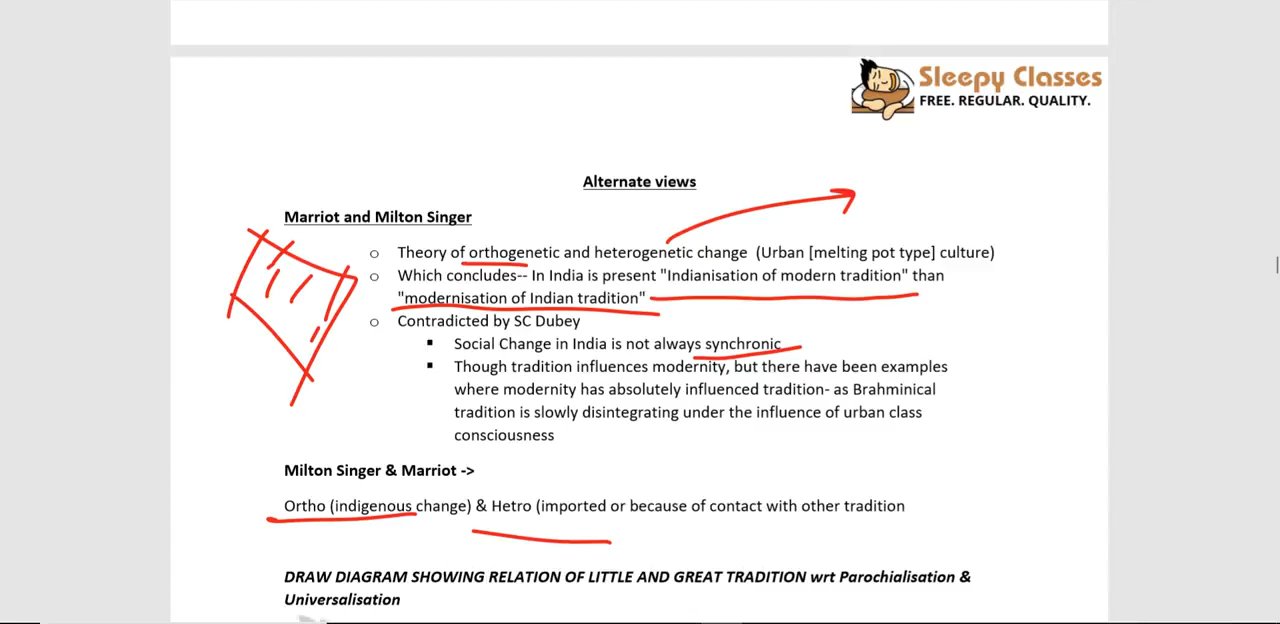 Sleepy Classes
FREE. REGULAR. QUALITY.
Alternate views
Marriot and Milton Singer
o Theory of orthogenetic and heterogenetic change (Urban [melting pot type] culture)
o Which concludes-- In India is present "Indianisation of modern tradition" than
"modernisation of Indian tradition"
o Contradicted by SC Dubey
▪ Social Change in India is not always synchronic
▪ Though tradition influences modernity, but there have been examples
where modernity has absolutely influenced tradition- as Brahminical
tradition is slowly disintegrating under the influence of urban class
consciousness
Milton Singer & Marriot ->
Ortho (indigenous change) & Hetro (imported or because of contact with other tradition
DRAW DIAGRAM SHOWING RELATION OF LITTLE AND GREAT TRADITION wrt Parochialisation &
Universalisation